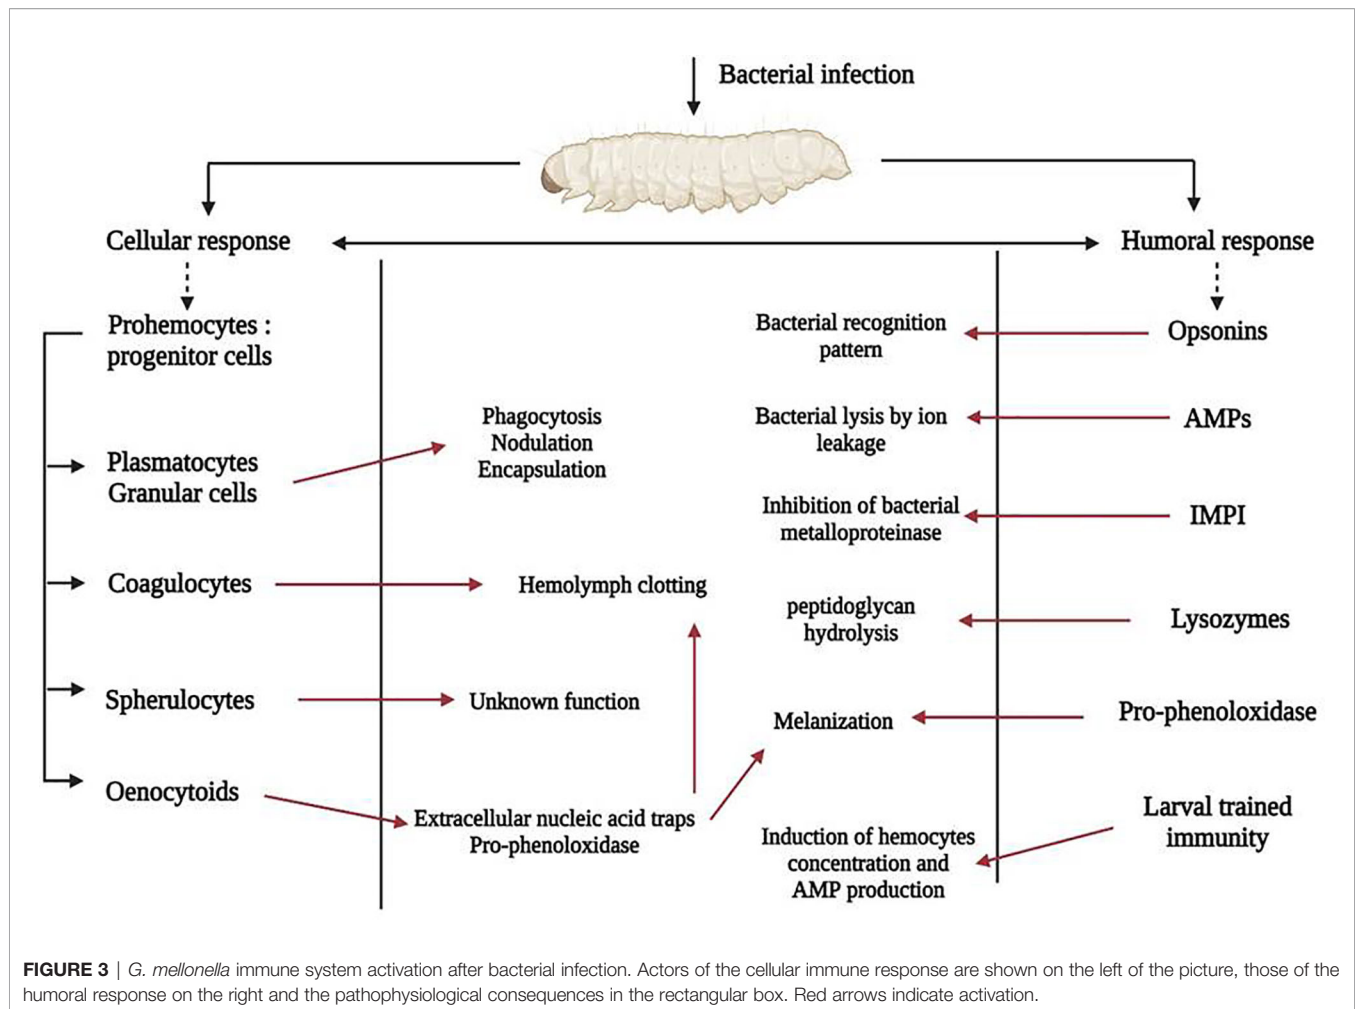 Bacterial infection
Cellular response
Humoral response
Prohemocytes :
progenitor cells
Plasmatocytes
Granular cells
Coagulocytes
Spherulocytes
Oenocytoids
Phagocytosis
Nodulation
Encapsulation
Hemolymph clotting
Unknown function
Extracellular nucleic acid traps
Pro-phenoloxidase
Bacterial recognition
pattern
Bacterial lysis by ion
leakage
Inhibition of bacterial
metalloproteinase
peptidoglycan
hydrolysis
Melanization
Induction of hemocytes
concentration and
AMP production
Opsonins
AMPs
IMPI
Lysozymes
Pro-phenoloxidase
Larval trained
immunity
FIGURE 3 | G. mellonella immune system activation after bacterial infection. Actors of the cellular immune response are shown on the left of the picture, those of the
humoral response on the right and the pathophysiological consequences in the rectangular box. Red arrows indicate activation.